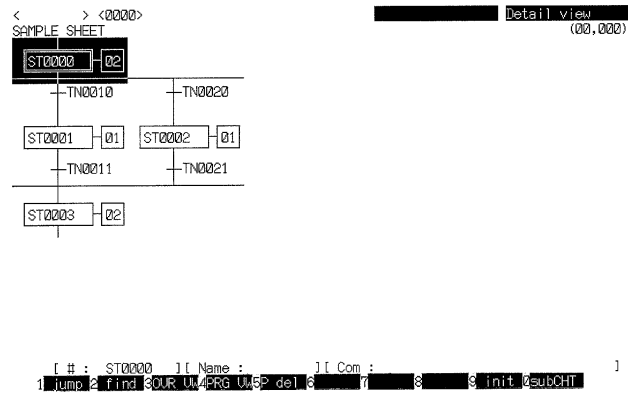 <      > <0000> Detail view
SAMPLE SHEET (00,000)
ST0000 02
TN0010 TN0020
ST0001 01 ST0002 01
TN0011 TN0021
ST0003 02
[ # : ST0000 ][ Name : ][ Com : ]
1 jump 2 find 3OVR VW4PRG VW5P del 6 7 8 9 init 0subCHT